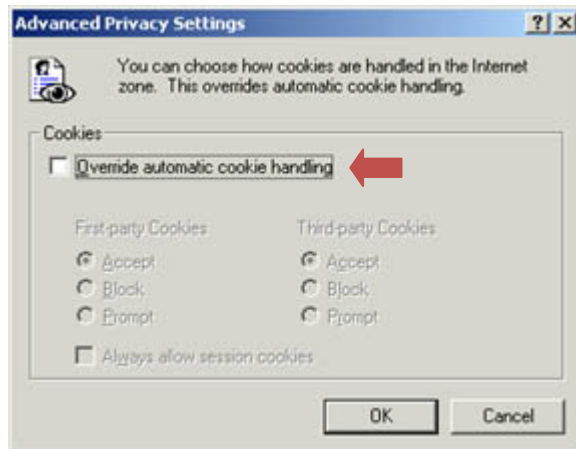 Advanced Privacy Settings
You can choose how cookies are handled in the Internet
zone. This overrides automatic cookie handling.
Cookies
Override automatic cookie handling
First-party Cookies
Third-party Cookies
Accept
Accept
Block
Block
Prompt
Prompt
Always allow session cookies
OK
Cancel